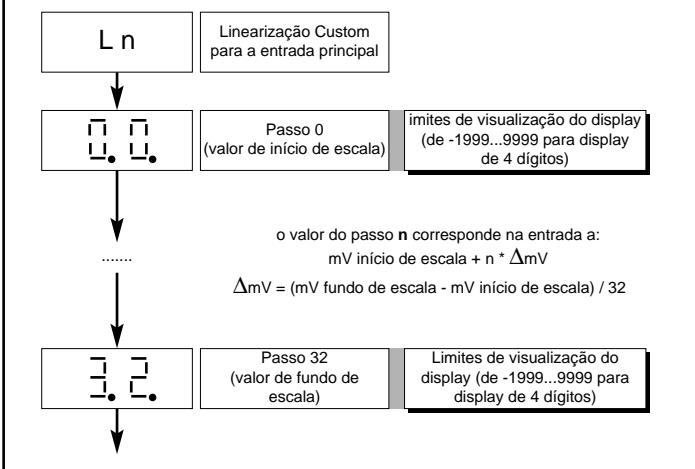 L n
Linearização Custom
para a entrada principal
0. 0.
Passo 0
(valor de início de escala)
imites de visualização do display
(de -1999...9999 para display
de 4 dígitos)
.......
o valor do passo n corresponde na entrada a:
mV início de escala + n * ΔmV
ΔmV = (mV fundo de escala - mV início de escala) / 32
3. 2.
Passo 32
(valor de fundo de
escala)
Limites de visualização do
display (de -1999...9999 para
display de 4 dígitos)